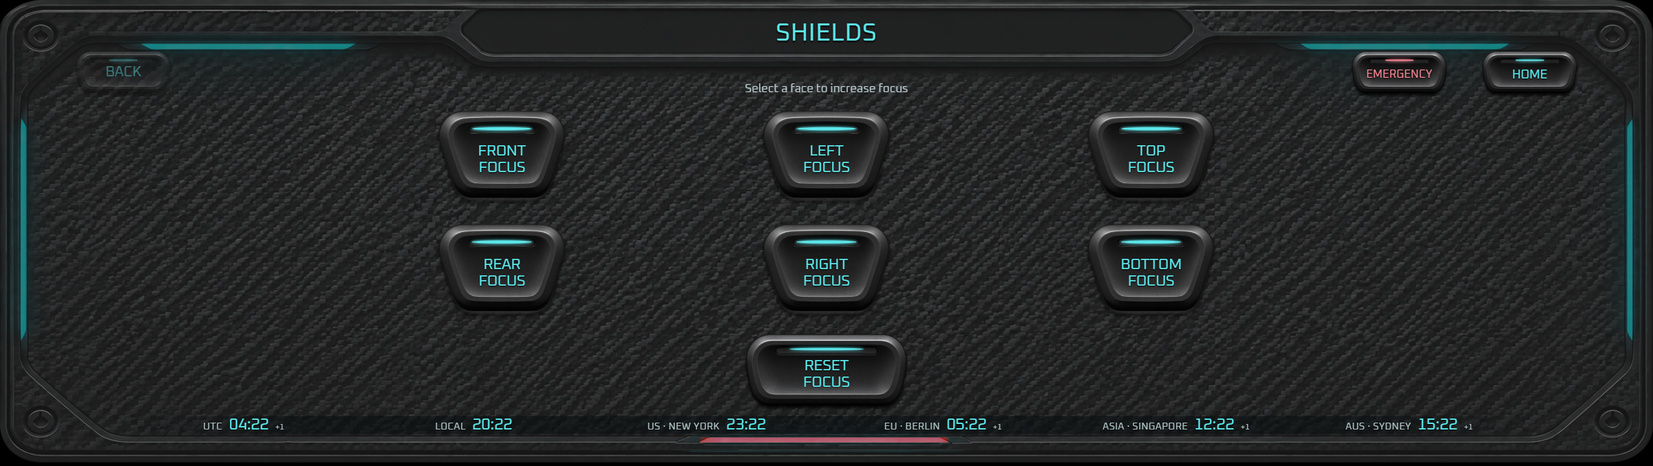 SHIELDS
BACK
EMERGENCY
HOME
Select a face to increase focus
FRONT
FOCUS
LEFT
FOCUS
TOP
FOCUS
REAR
FOCUS
RIGHT
FOCUS
BOTTOM
FOCUS
RESET
FOCUS
UTC 04:22 +1
LOCAL 20:22
US · NEW YORK 23:22
EU · BERLIN 05:22 +1
ASIA · SINGAPORE 12:22 +1
AUS · SYDNEY 15:22 +1